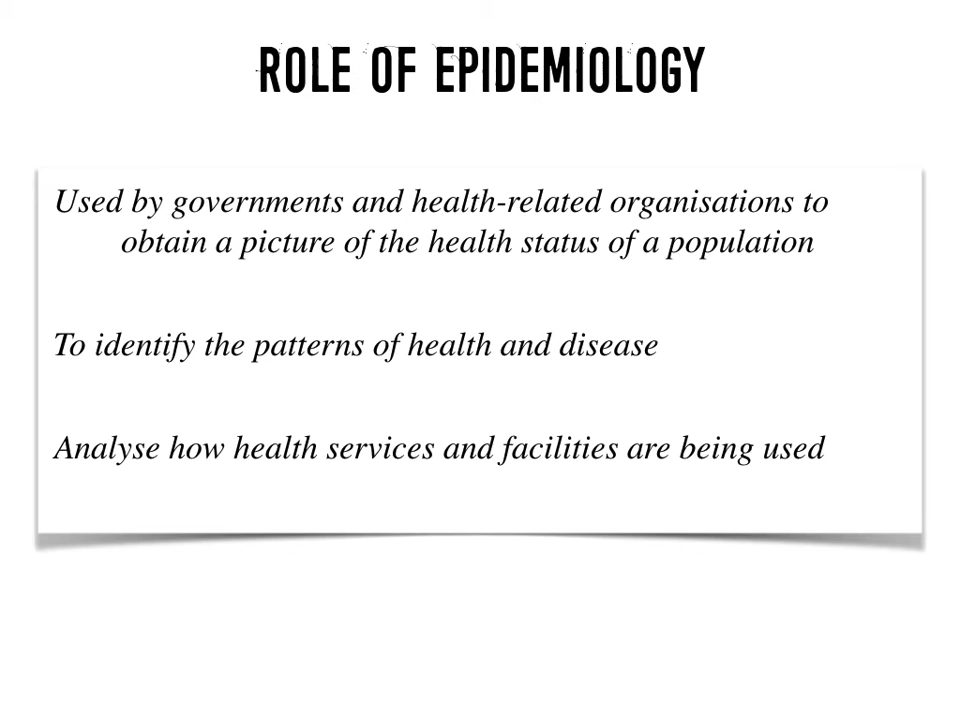 ROLE OF EPIDEMIOLOGY
Used by governments and health-related organisations to
obtain a picture of the health status of a population
To identify the patterns of health and disease
Analyse how health services and facilities are being used